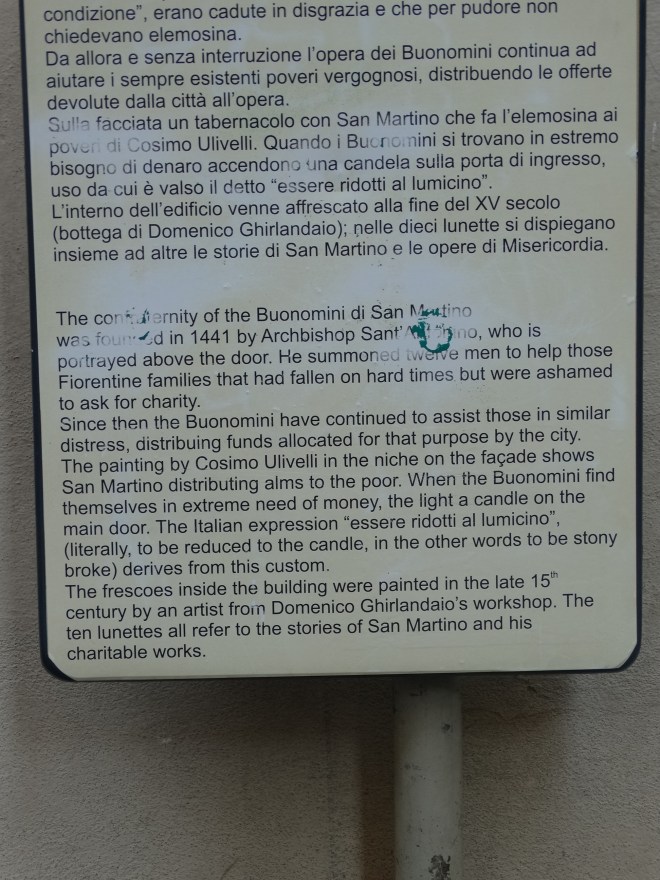 condizione", erano cadute in disgrazia e che per pudore non
chiedevano elemosina.
Da allora e senza interruzione l'opera dei Buonomini continua ad
aiutare i sempre esistenti poveri vergognosi, distribuendo le offerte
devolute dalla città all'opera.
Sulla facciata un tabernacolo con San Martino che fa l'elemosina ai
poveri di Cosimo Ulivelli. Quando i Buonomini si trovano in estremo
bisogno di denaro accendono una candela sulla porta di ingresso,
uso da cui è valso il detto "essere ridotti al lumicino".
L'interno dell'edificio venne affrescato alla fine del XV secolo
(bottega di Domenico Ghirlandaio); nelle dieci lunette si dispiegano
insieme ad altre le storie di San Martino e le opere di Misericordia.
The confraternity of the Buonomini di San Martino
was founded in 1441 by Archbishop Sant'Antonino, who is
portrayed above the door. He summoned twelve men to help those
Fiorentine families that had fallen on hard times but were ashamed
to ask for charity.
Since then the Buonomini have continued to assist those in similar
distress, distribuing funds allocated for that purpose by the city.
The painting by Cosimo Ulivelli in the niche on the façade shows
San Martino distributing alms to the poor. When the Buonomini find
themselves in extreme need of money, the light a candle on the
main door. The Italian expression "essere ridotti al lumicino",
(literally, to be reduced to the candle, in the other words to be stony
broke) derives from this custom.
The frescoes inside the building were painted in the late 15th
century by an artist from Domenico Ghirlandaio's workshop. The
ten lunettes all refer to the stories of San Martino and his
charitable works.